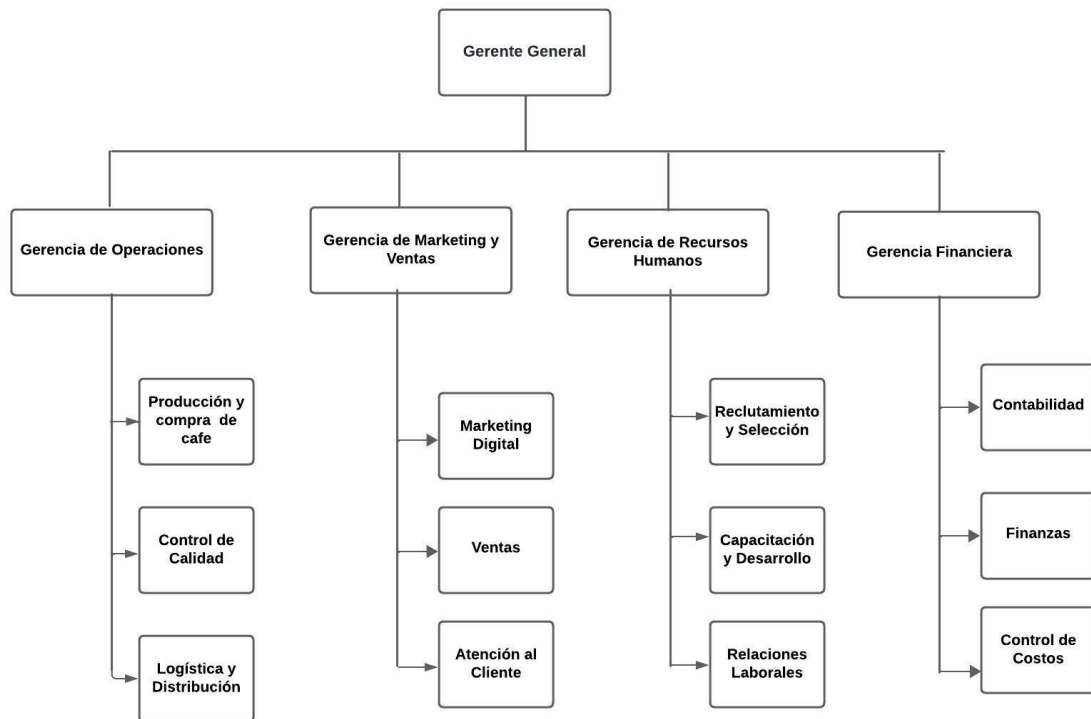 Gerente General
Gerencia de Operaciones
Gerencia de Marketing y
Ventas
Gerencia de Recursos
Humanos
Gerencia Financiera
Producción y
compra de
cafe
Control de
Calidad
Logística y
Distribución
Marketing
Digital
Ventas
Atención al
Cliente
Reclutamiento
y Selección
Capacitación
y Desarrollo
Relaciones
Laborales
Contabilidad
Finanzas
Control de
Costos